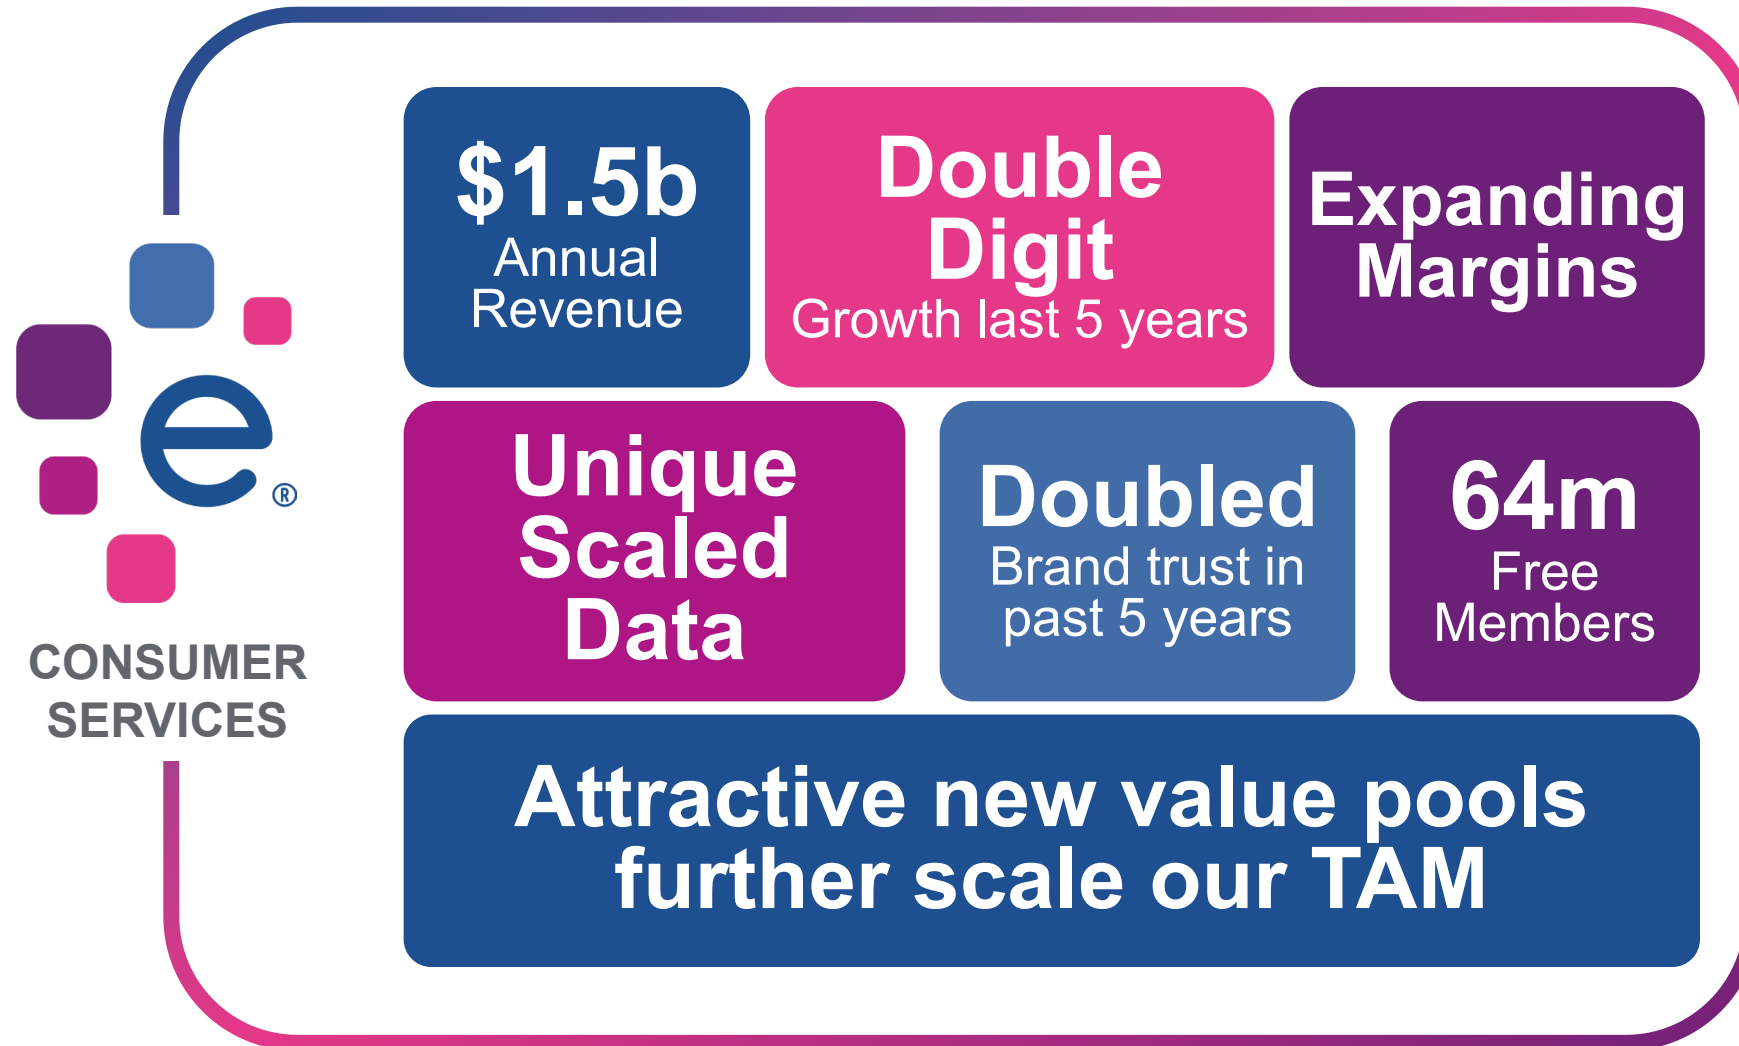 $1.5b
Annual
Revenue
Double
Digit
Growth last 5 years
Expanding
Margins
e®
CONSUMER
SERVICES
Unique
Scaled
Data
Doubled
Brand trust in
past 5 years
64m
Free
Members
Attractive new value pools
further scale our TAM